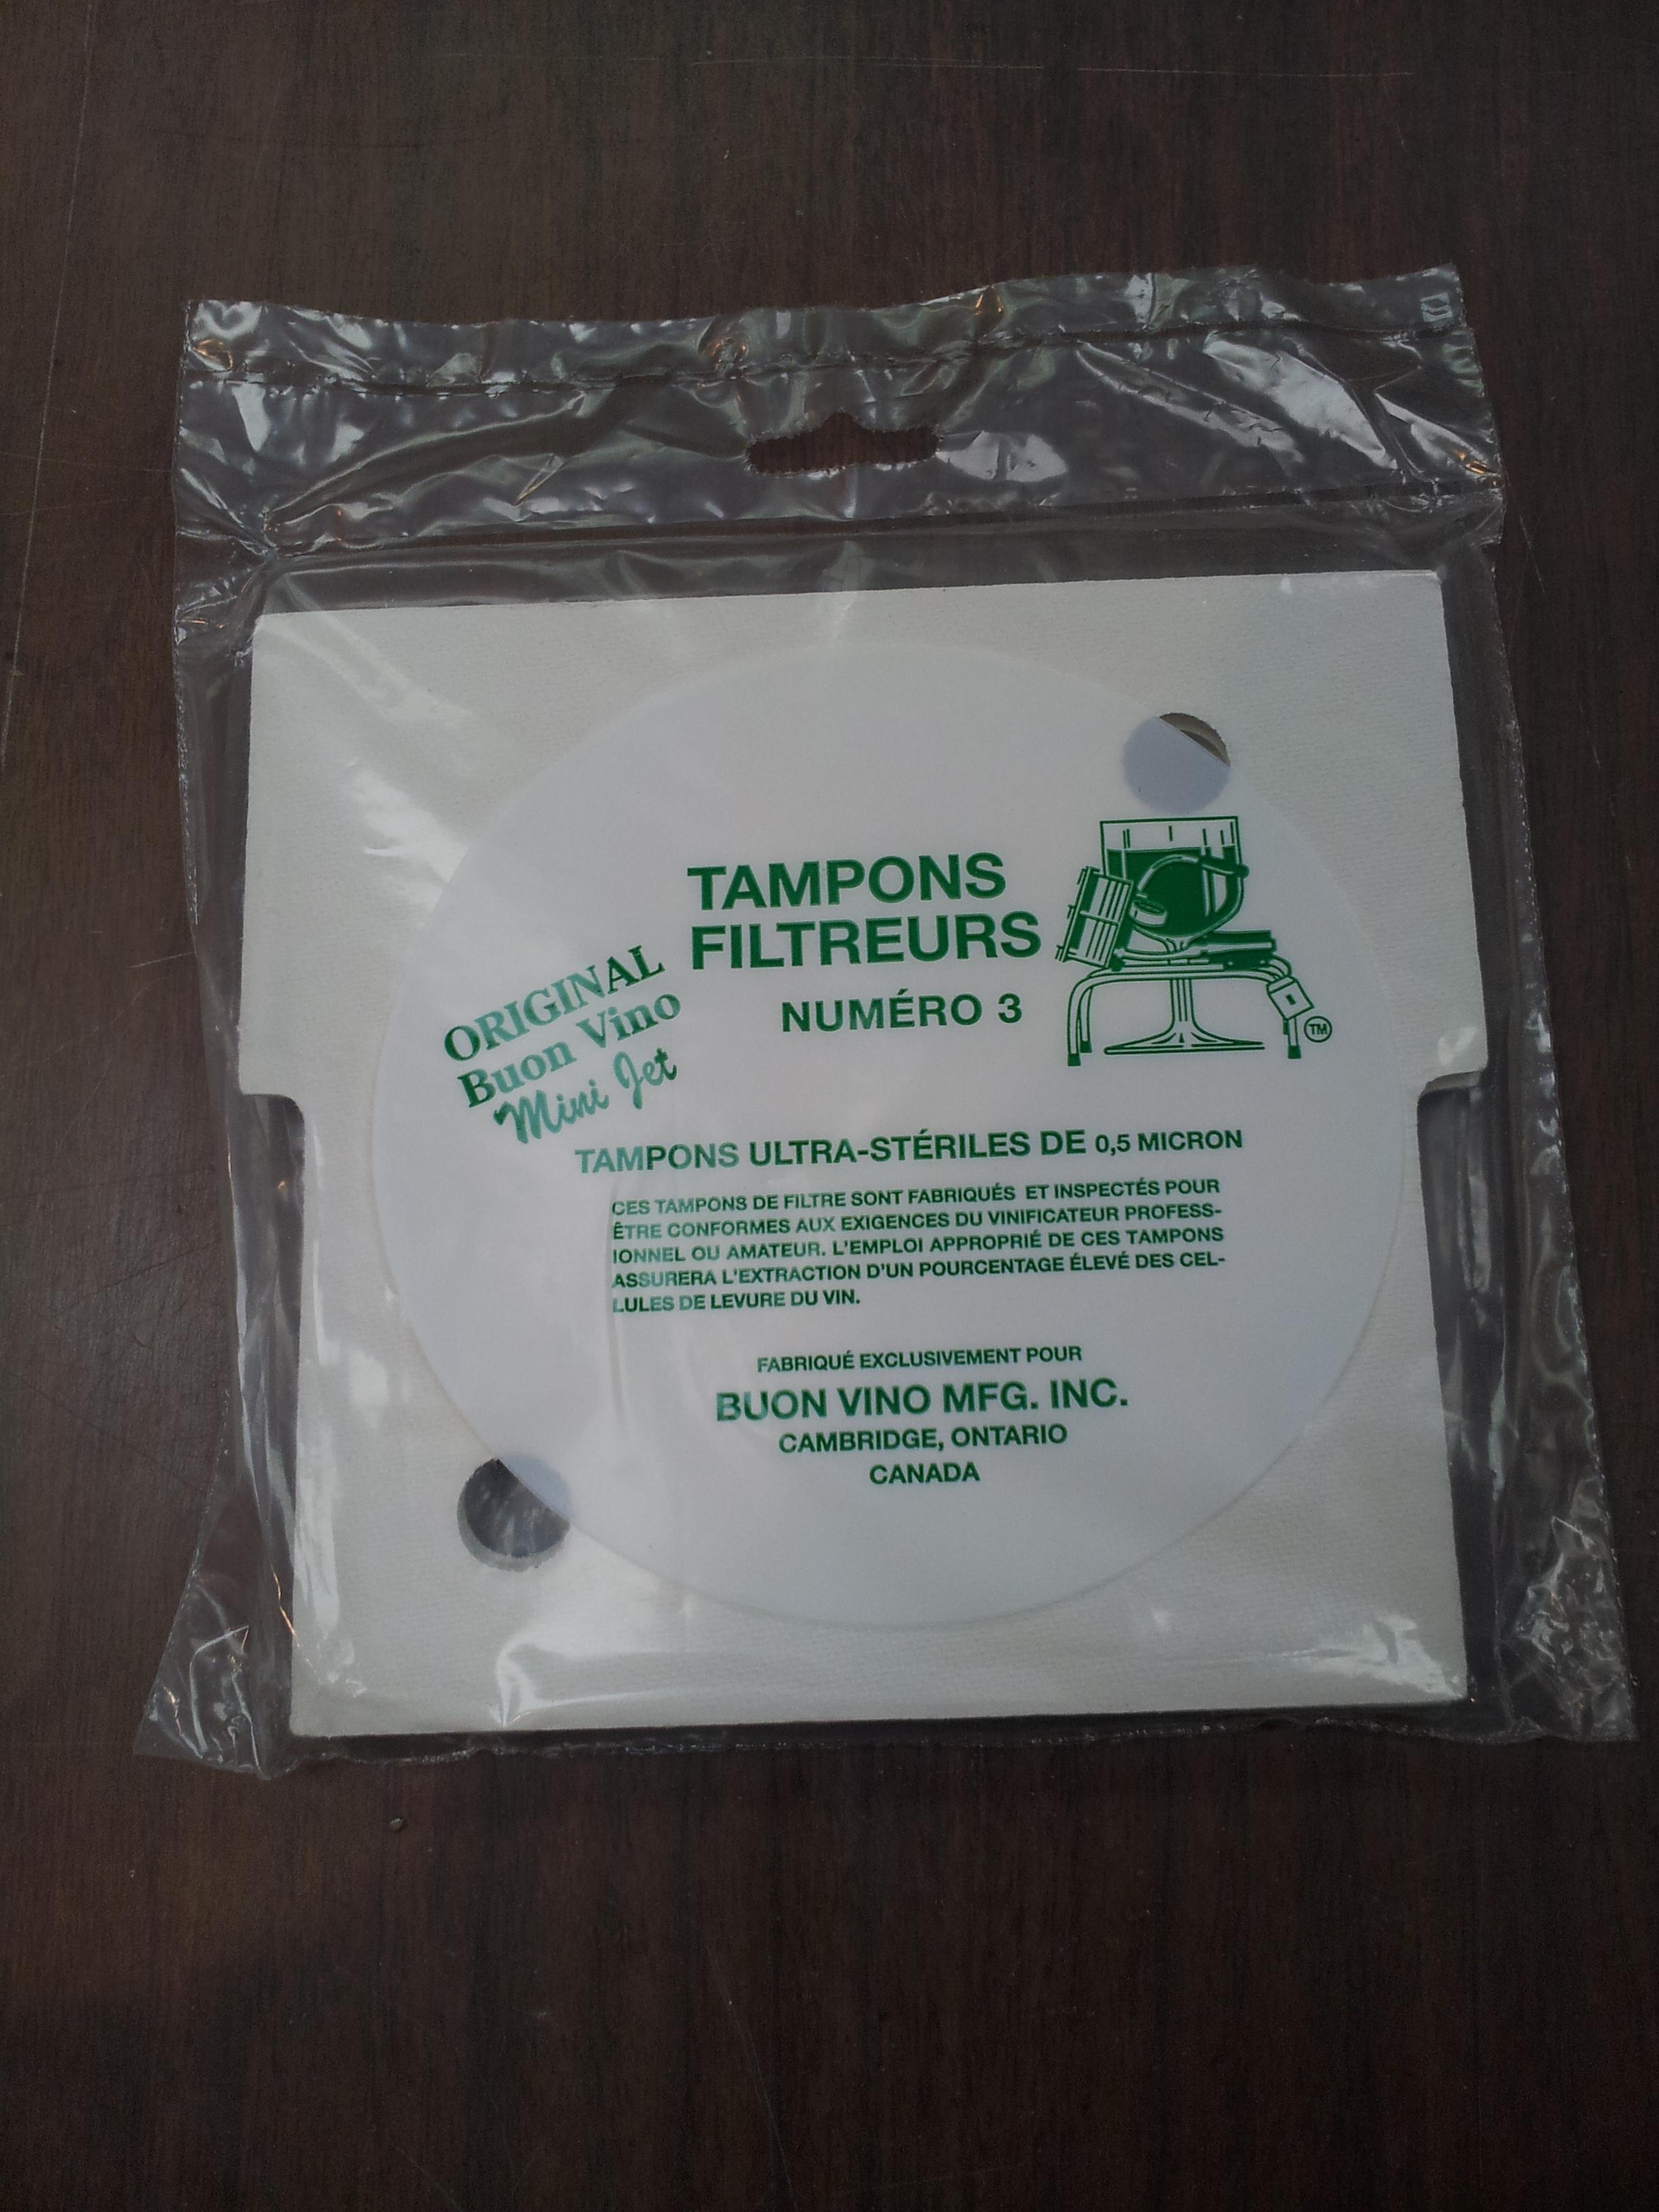 TAMPONS
FILTREURS
NUMÉRO 3
ORIGINAL
Buon Vino
Mini Jet
TM
TAMPONS ULTRA-STÉRILES DE 0,5 MICRON
CES TAMPONS DE FILTRE SONT FABRIQUÉS ET INSPECTÉS POUR
ÊTRE CONFORMES AUX EXIGENCES DU VINIFICATEUR PROFESS-
IONNEL OU AMATEUR. L'EMPLOI APPROPRIÉ DE CES TAMPONS
ASSURERA L'EXTRACTION D'UN POURCENTAGE ÉLEVÉ DES CEL-
LULES DE LEVURE DU VIN.
FABRIQUÉ EXCLUSIVEMENT POUR
BUON VINO MFG. INC.
CAMBRIDGE, ONTARIO
CANADA